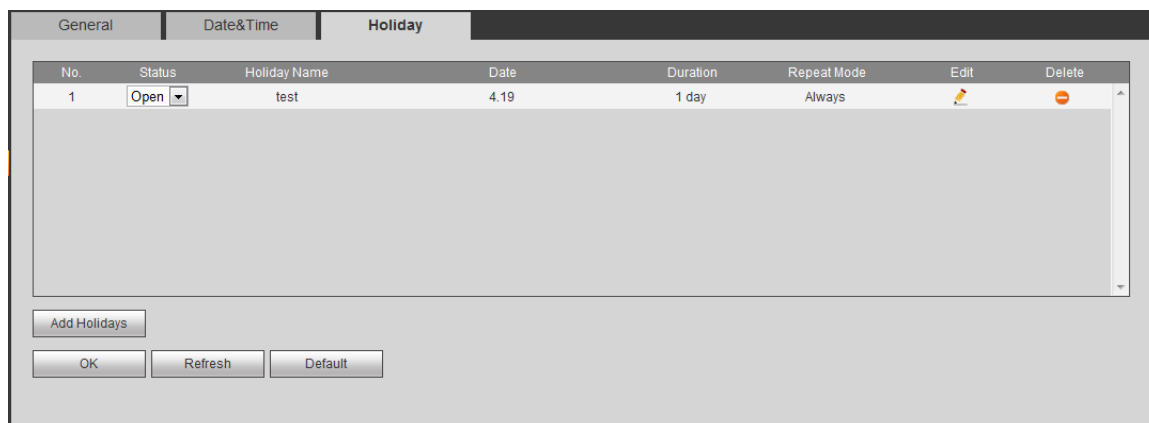 General Date&Time Holiday
No. Status Holiday Name Date Duration Repeat Mode Edit Delete
1 Open test 4.19 1 day Always
Add Holidays
OK Refresh Default